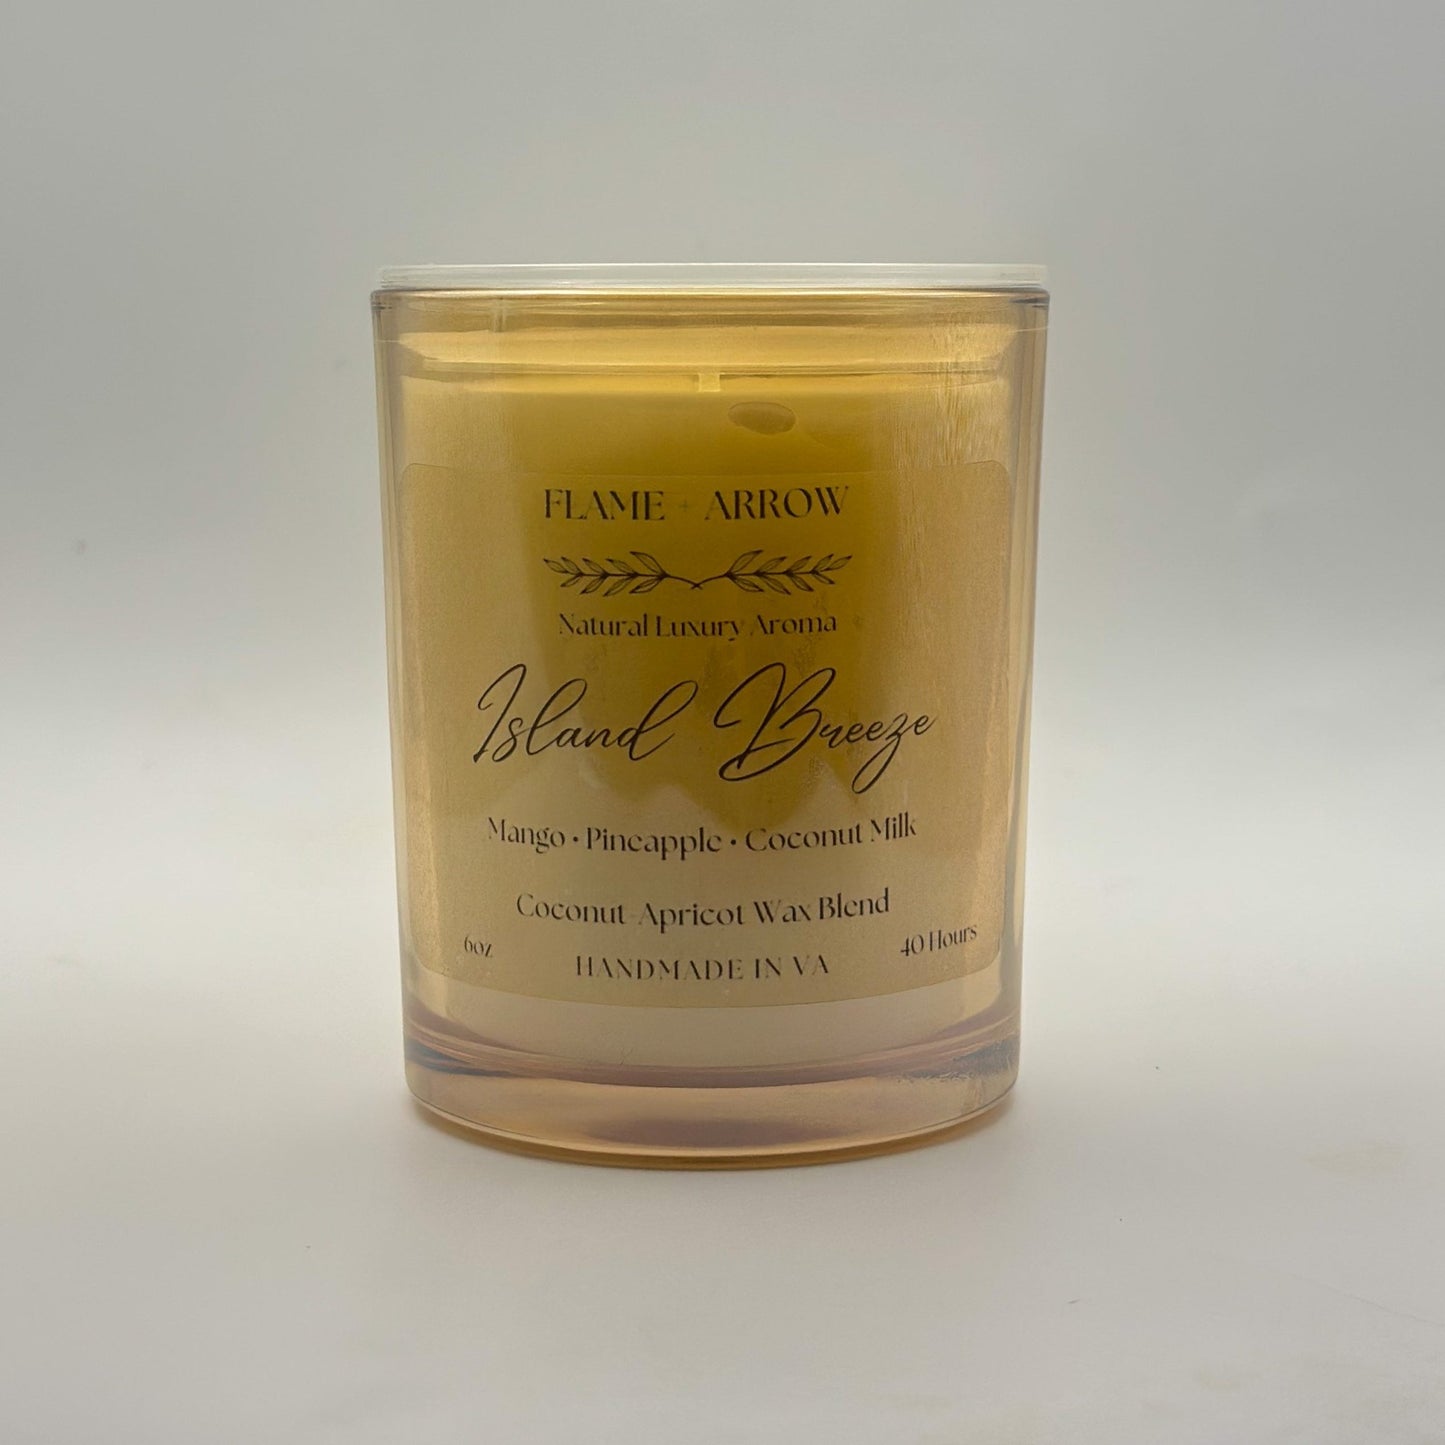 FLAME + ARROW
Natural Luxury Aroma
Island Breeze
Mango • Pineapple • Coconut Milk
Coconut-Apricot Wax Blend
6oz
40 Hours
HANDMADE IN VA